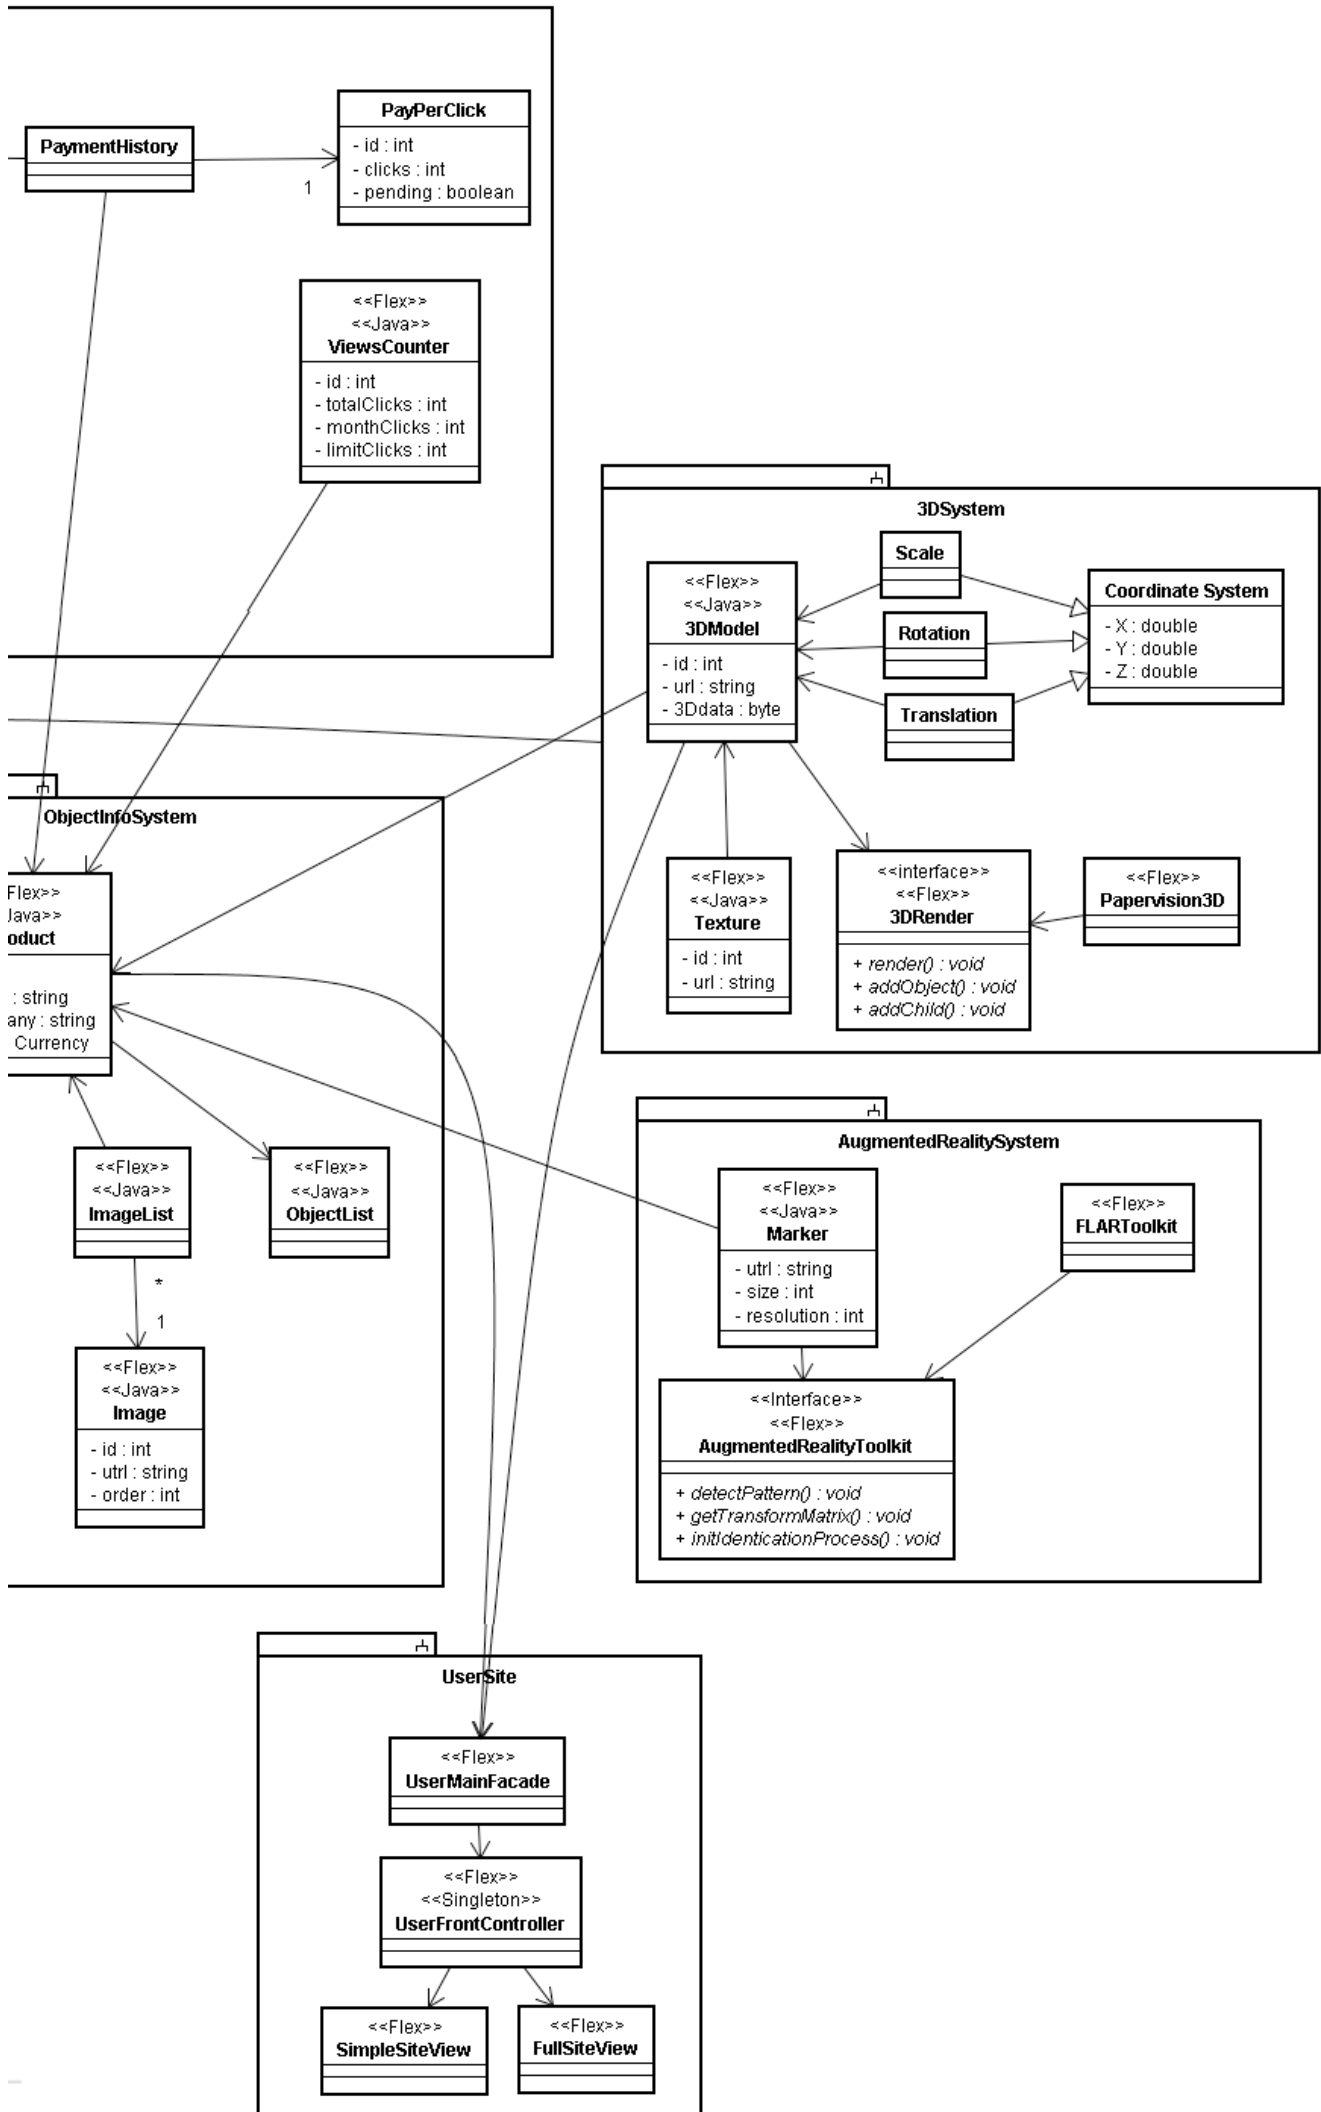 PaymentHistory
1
PayPerClick
- id : int
- clicks : int
- pending : boolean
<<Flex>>
<<Java>>
ViewsCounter
- id : int
- totalClicks : int
- monthClicks : int
- limitClicks : int
3DSystem
<<Flex>>
<<Java>>
3DModel
- id : int
- url : string
- 3Ddata : byte
Scale
Rotation
Translation
Coordinate System
- X : double
- Y : double
- Z : double
<<Flex>>
<<Java>>
Texture
- id : int
- url : string
<<interface>>
<<Flex>>
3DRender
+ render() : void
+ addObject() : void
+ addChild() : void
<<Flex>>
Papervision3D
ObjectInfoSystem
Flex>>
Java>>
oduct
: string
any : string
Currency
<<Flex>>
<<Java>>
ImageList
*
1
<<Flex>>
<<Java>>
ObjectList
<<Flex>>
<<Java>>
Image
- id : int
- utrl : string
- order : int
AugmentedRealitySystem
<<Flex>>
<<Java>>
Marker
- utrl : string
- size : int
- resolution : int
<<Flex>>
FLARToolkit
<<Interface>>
<<Flex>>
AugmentedRealityToolkit
+ detectPattern() : void
+ getTransformMatrix() : void
+ initIdenticationProcess() : void
UserSite
<<Flex>>
UserMainFacade
<<Flex>>
<<Singleton>>
UserFrontController
<<Flex>>
SimpleSiteView
<<Flex>>
FullSiteView